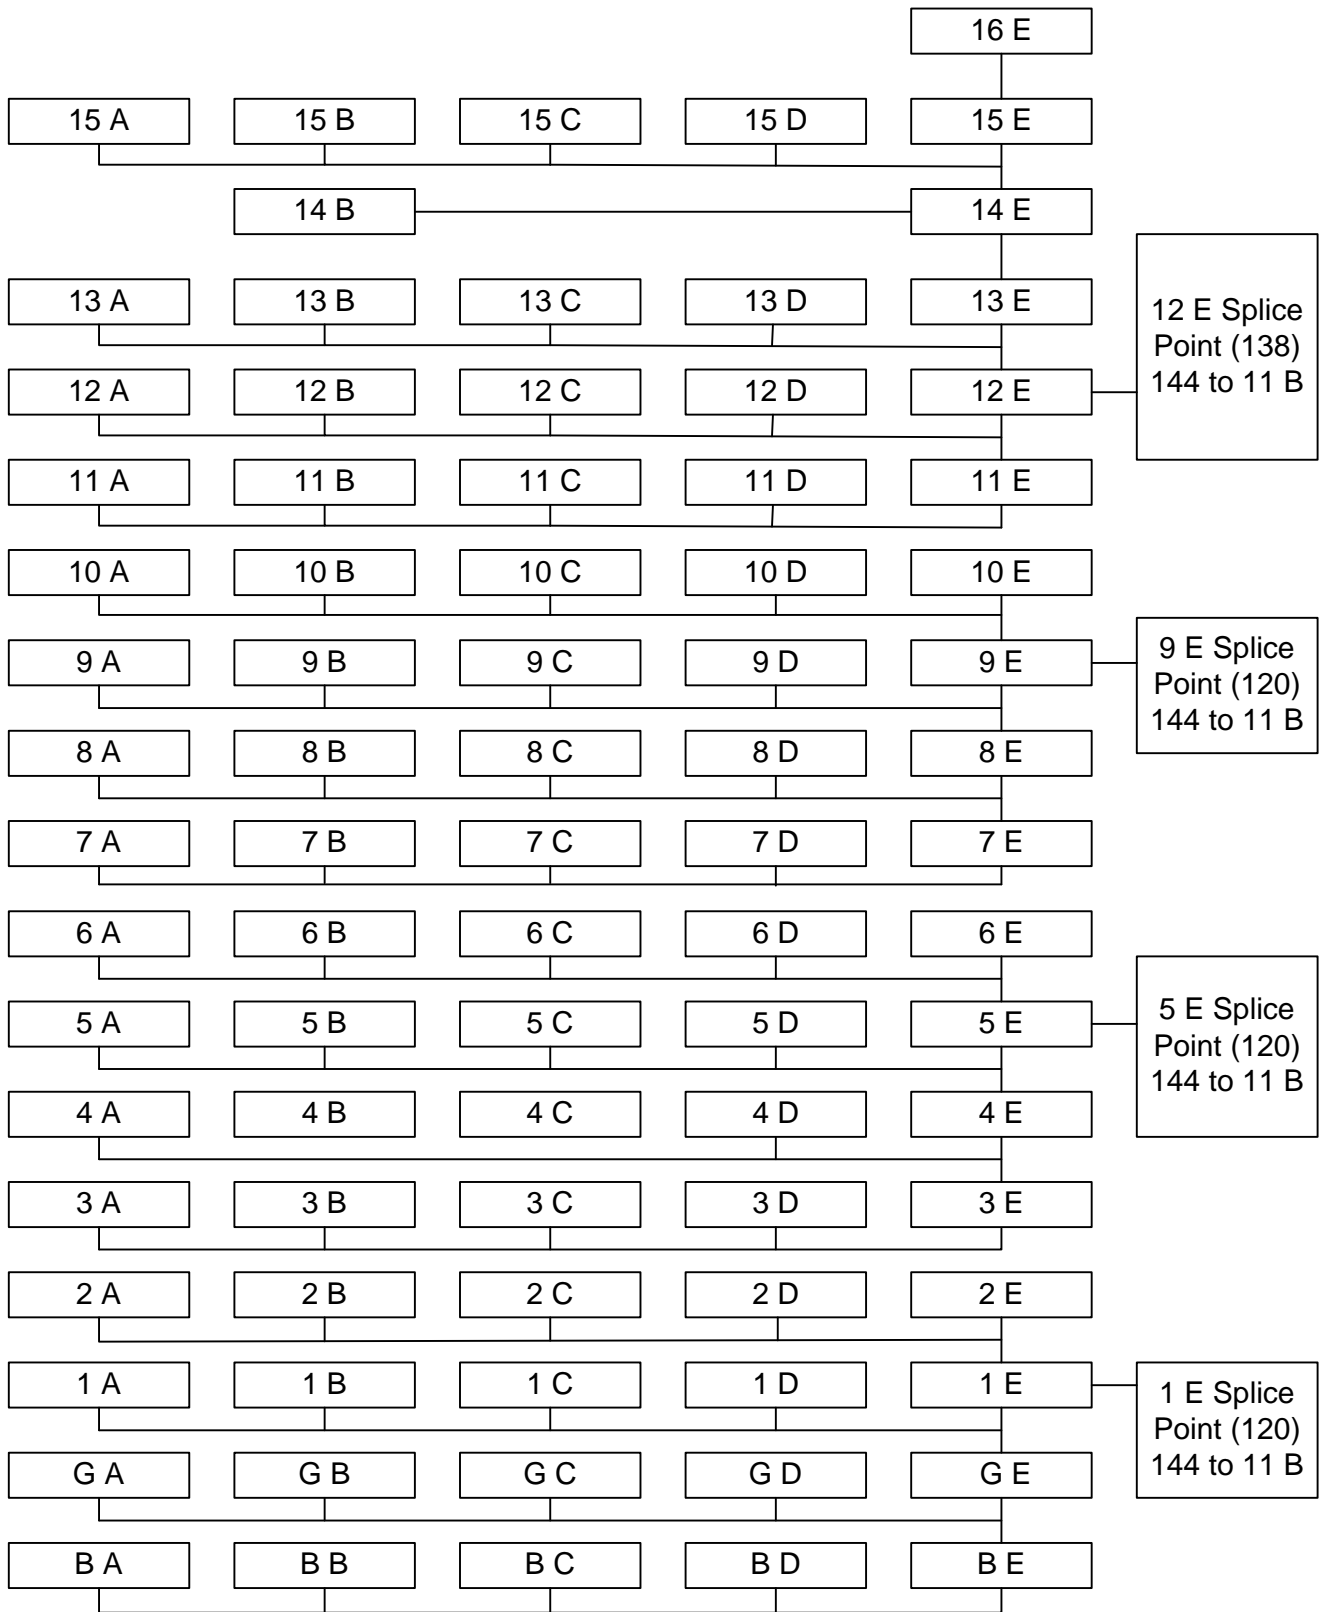 16 E
15 A 15 B 15 C 15 D 15 E
14 B 14 E
13 A 13 B 13 C 13 D 13 E
12 E Splice
Point (138)
144 to 11 B
12 A 12 B 12 C 12 D 12 E
11 A 11 B 11 C 11 D 11 E
10 A 10 B 10 C 10 D 10 E
9 A 9 B 9 C 9 D 9 E
9 E Splice
Point (120)
144 to 11 B
8 A 8 B 8 C 8 D 8 E
7 A 7 B 7 C 7 D 7 E
6 A 6 B 6 C 6 D 6 E
5 A 5 B 5 C 5 D 5 E
5 E Splice
Point (120)
144 to 11 B
4 A 4 B 4 C 4 D 4 E
3 A 3 B 3 C 3 D 3 E
2 A 2 B 2 C 2 D 2 E
1 A 1 B 1 C 1 D 1 E
1 E Splice
Point (120)
144 to 11 B
G A G B G C G D G E
B A B B B C B D B E